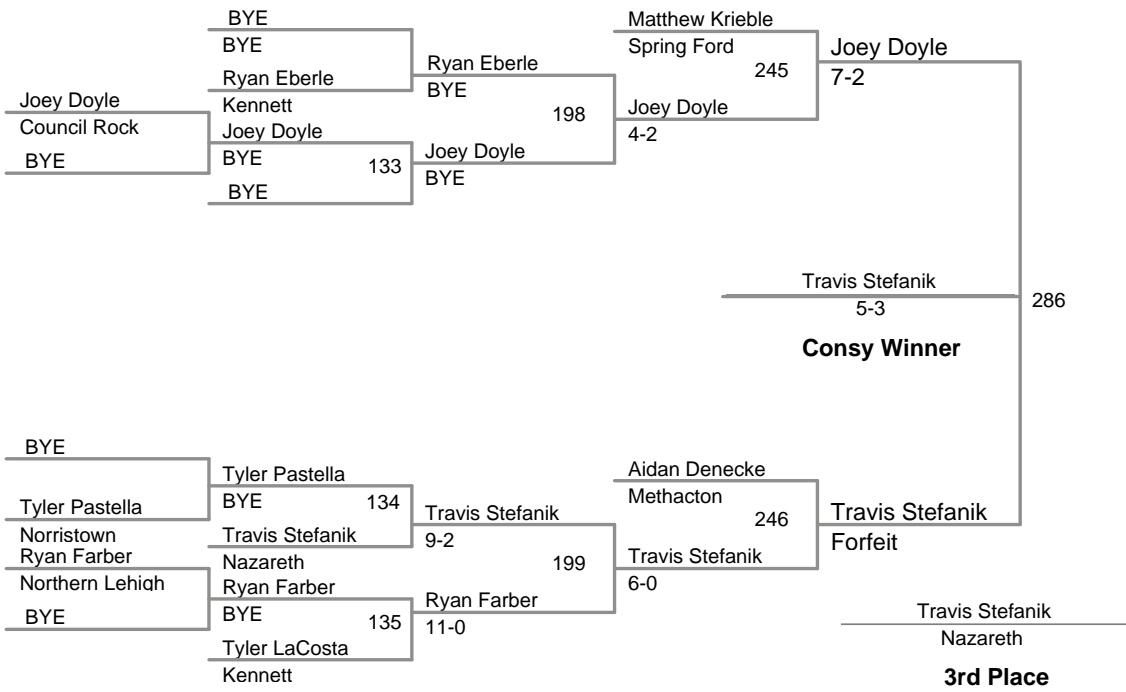 BYE
BYE
Ryan Eberle
Kennett
Joey Doyle
Council Rock
BYE
Joey Doyle
BYE
133
BYE
Ryan Eberle
BYE
198
Joey Doyle
BYE
Matthew Krieble
Spring Ford
245
Joey Doyle
4-2
Joey Doyle
7-2
Travis Stefanik
5-3
286
Consy Winner
BYE
Tyler Pastella
Norristown
Ryan Farber
Northern Lehigh
BYE
Tyler Pastella
BYE
134
Travis Stefanik
Nazareth
Ryan Farber
BYE
135
Tyler LaCosta
Kennett
Travis Stefanik
9-2
199
Ryan Farber
11-0
Aidan Denecke
Methacton
246
Travis Stefanik
6-0
Travis Stefanik
Forfeit
Travis Stefanik
Nazareth
3rd Place